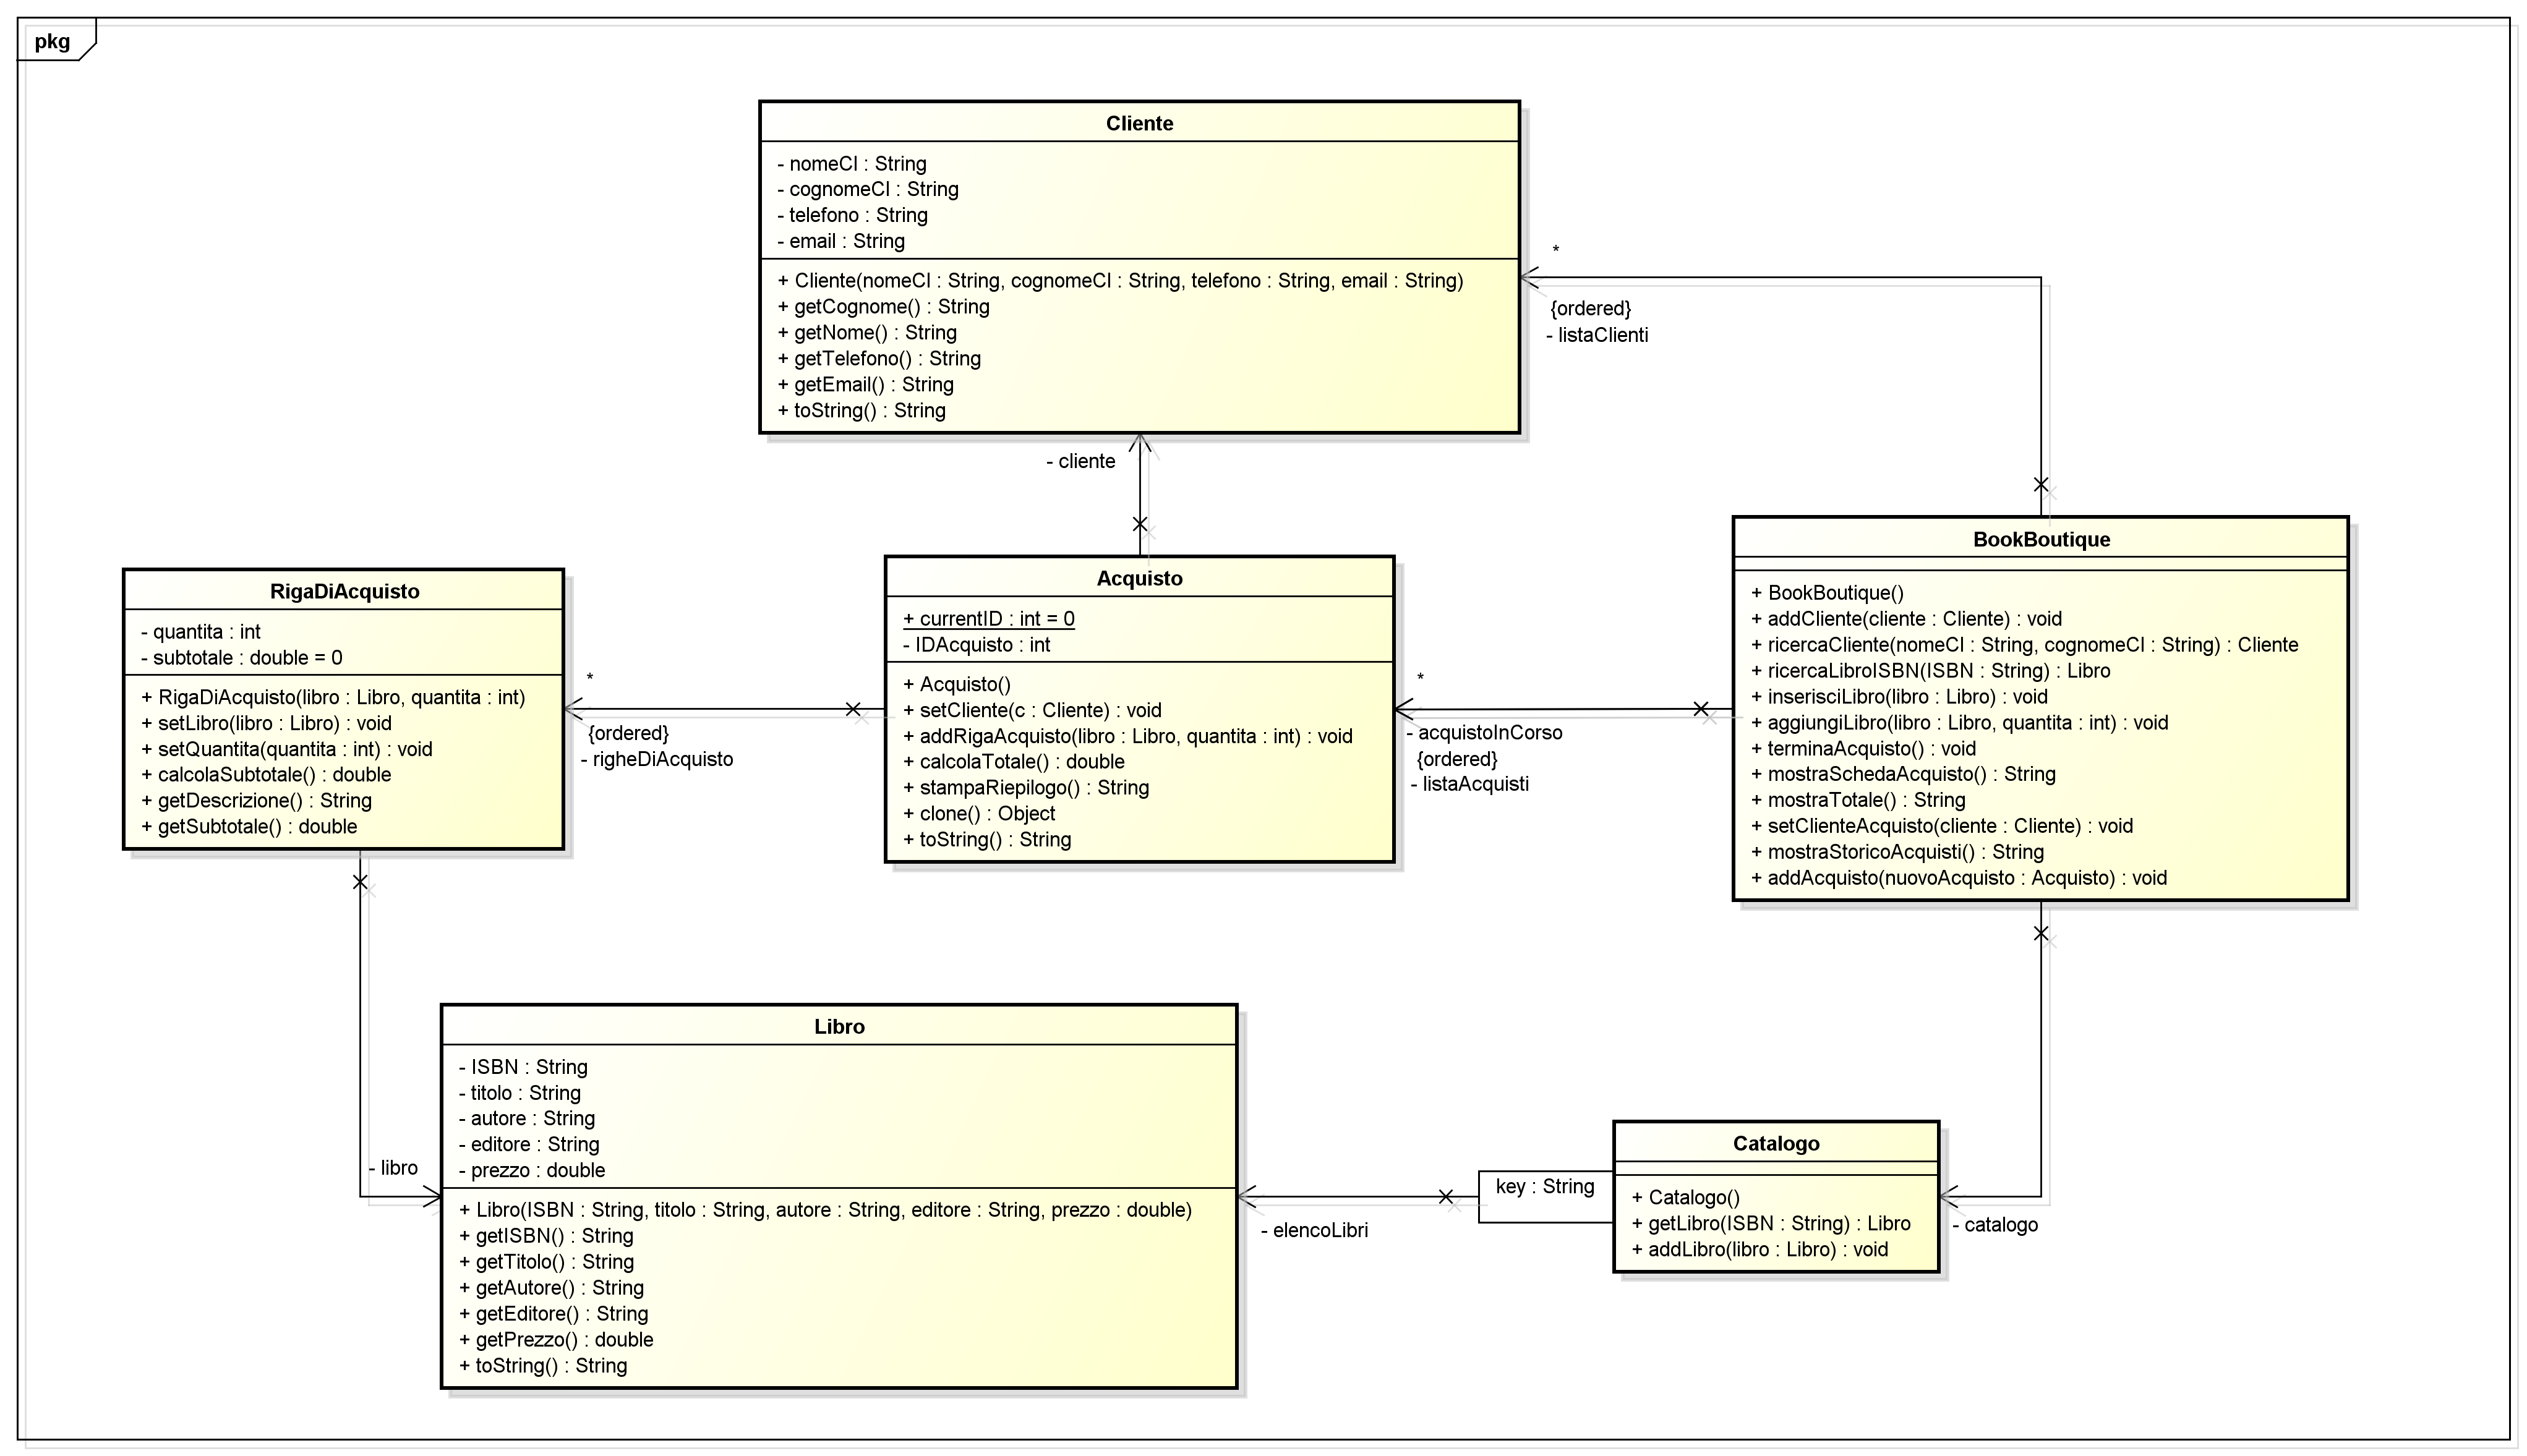 pkg
Cliente
- nomeCl : String
- cognomeCl : String
- telefono : String
- email : String
+ Cliente(nomeCl : String, cognomeCl : String, telefono : String, email : String)
+ getCognome() : String
+ getNome() : String
+ getTelefono() : String
+ getEmail() : String
+ toString() : String
*
{ordered}
- listaClienti
- cliente
BookBoutique
+ BookBoutique()
+ addCliente(cliente : Cliente) : void
+ ricercaCliente(nomeCl : String, cognomeCl : String) : Cliente
+ ricercaLibroISBN(ISBN : String) : Libro
+ inserisciLibro(libro : Libro) : void
+ aggiungiLibro(libro : Libro, quantita : int) : void
+ terminaAcquisto() : void
+ mostraSchedaAcquisto() : String
+ mostraTotale() : String
+ setClienteAcquisto(cliente : Cliente) : void
+ mostraStoricoAcquisti() : String
+ addAcquisto(nuovoAcquisto : Acquisto) : void
Acquisto
+ currentID : int = 0
- IDAcquisto : int
+ Acquisto()
+ setCliente(c : Cliente) : void
+ addRigaAcquisto(libro : Libro, quantita : int) : void
+ calcolaTotale() : double
+ stampaRiepilogo() : String
+ clone() : Object
+ toString() : String
*
- acquistoInCorso
{ordered}
- listaAcquisti
RigaDiAcquisto
- quantita : int
- subtotale : double = 0
+ RigaDiAcquisto(libro : Libro, quantita : int)
+ setLibro(libro : Libro) : void
+ setQuantita(quantita : int) : void
+ calcolaSubtotale() : double
+ getDescrizione() : String
+ getSubtotale() : double
*
{ordered}
- righeDiAcquisto
- libro
Libro
- ISBN : String
- titolo : String
- autore : String
- editore : String
- prezzo : double
+ Libro(ISBN : String, titolo : String, autore : String, editore : String, prezzo : double)
+ getISBN() : String
+ getTitolo() : String
+ getAutore() : String
+ getEditore() : String
+ getPrezzo() : double
+ toString() : String
- elencoLibri
key : String
Catalogo
+ Catalogo()
+ getLibro(ISBN : String) : Libro
+ addLibro(libro : Libro) : void
- catalogo